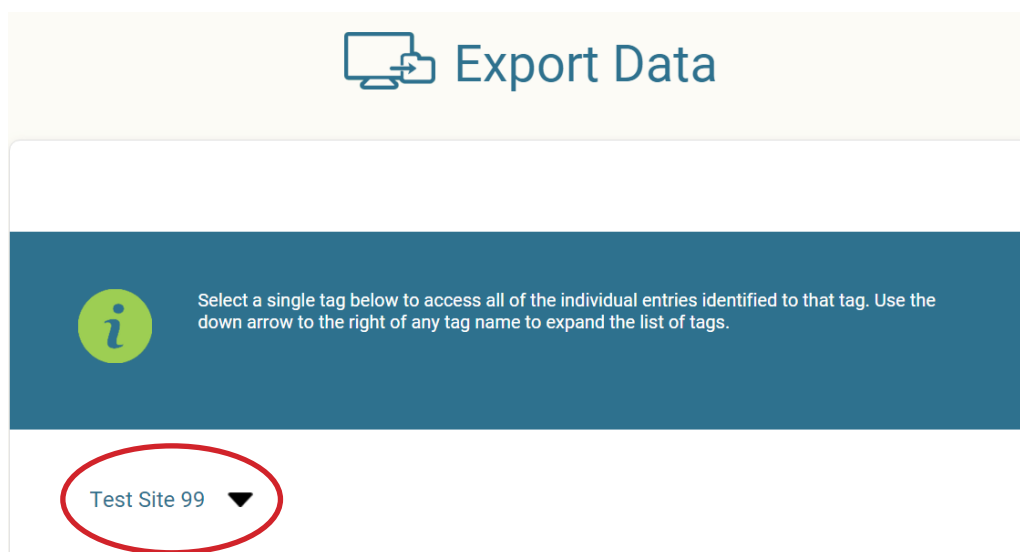 Export Data
Select a single tag below to access all of the individual entries identified to that tag. Use the
down arrow to the right of any tag name to expand the list of tags.
Test Site 99